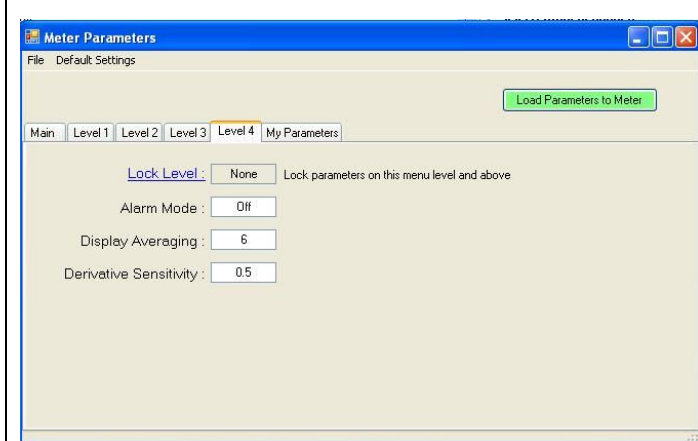 Meter Parameters
File Default Settings
Load Parameters to Meter
Main Level 1 Level 2 Level 3 Level 4 My Parameters
Lock Level : None Lock parameters on this menu level and above
Alarm Mode : Off
Display Averaging : 6
Derivative Sensitivity : 0.5